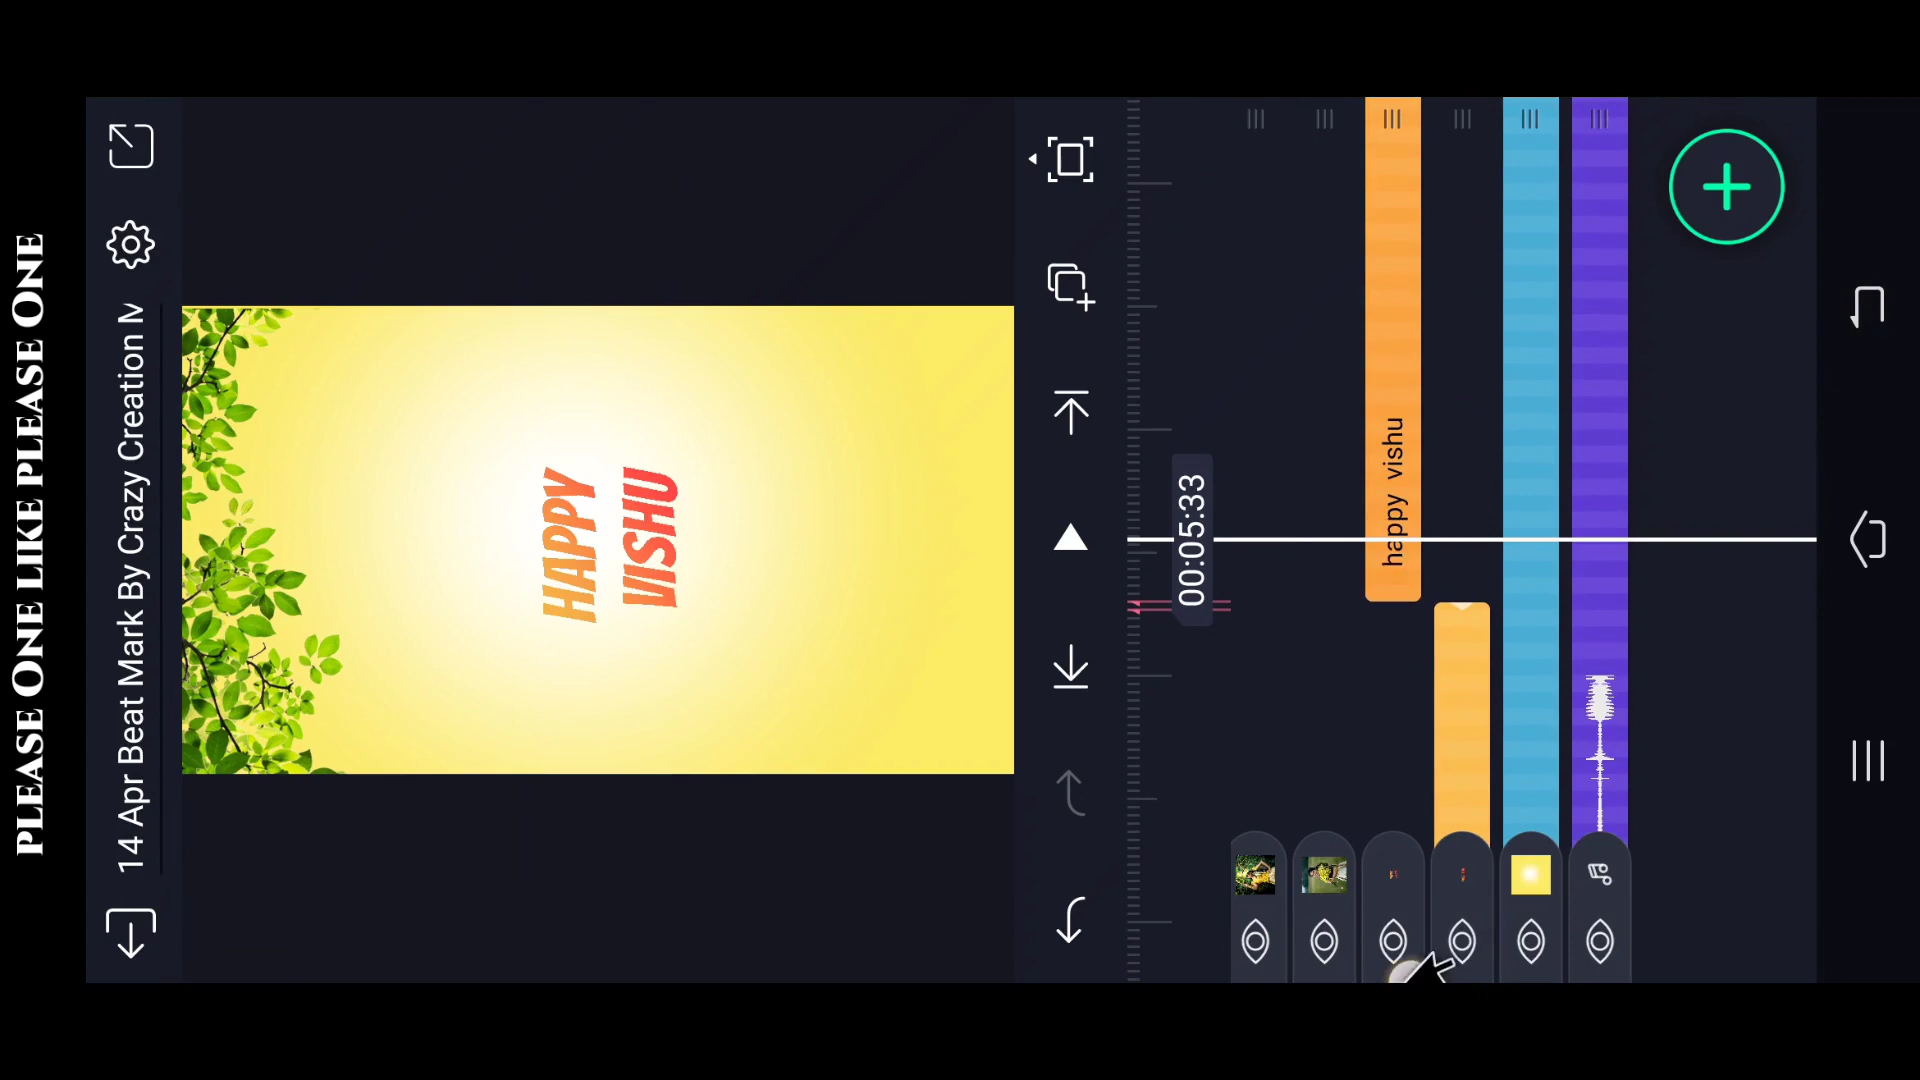 PLEASE ONE LIKE PLEASE ONE
14 Apr Beat Mark By Crazy Creation
HAPPY
VISHU
00:05:33
happy vishu